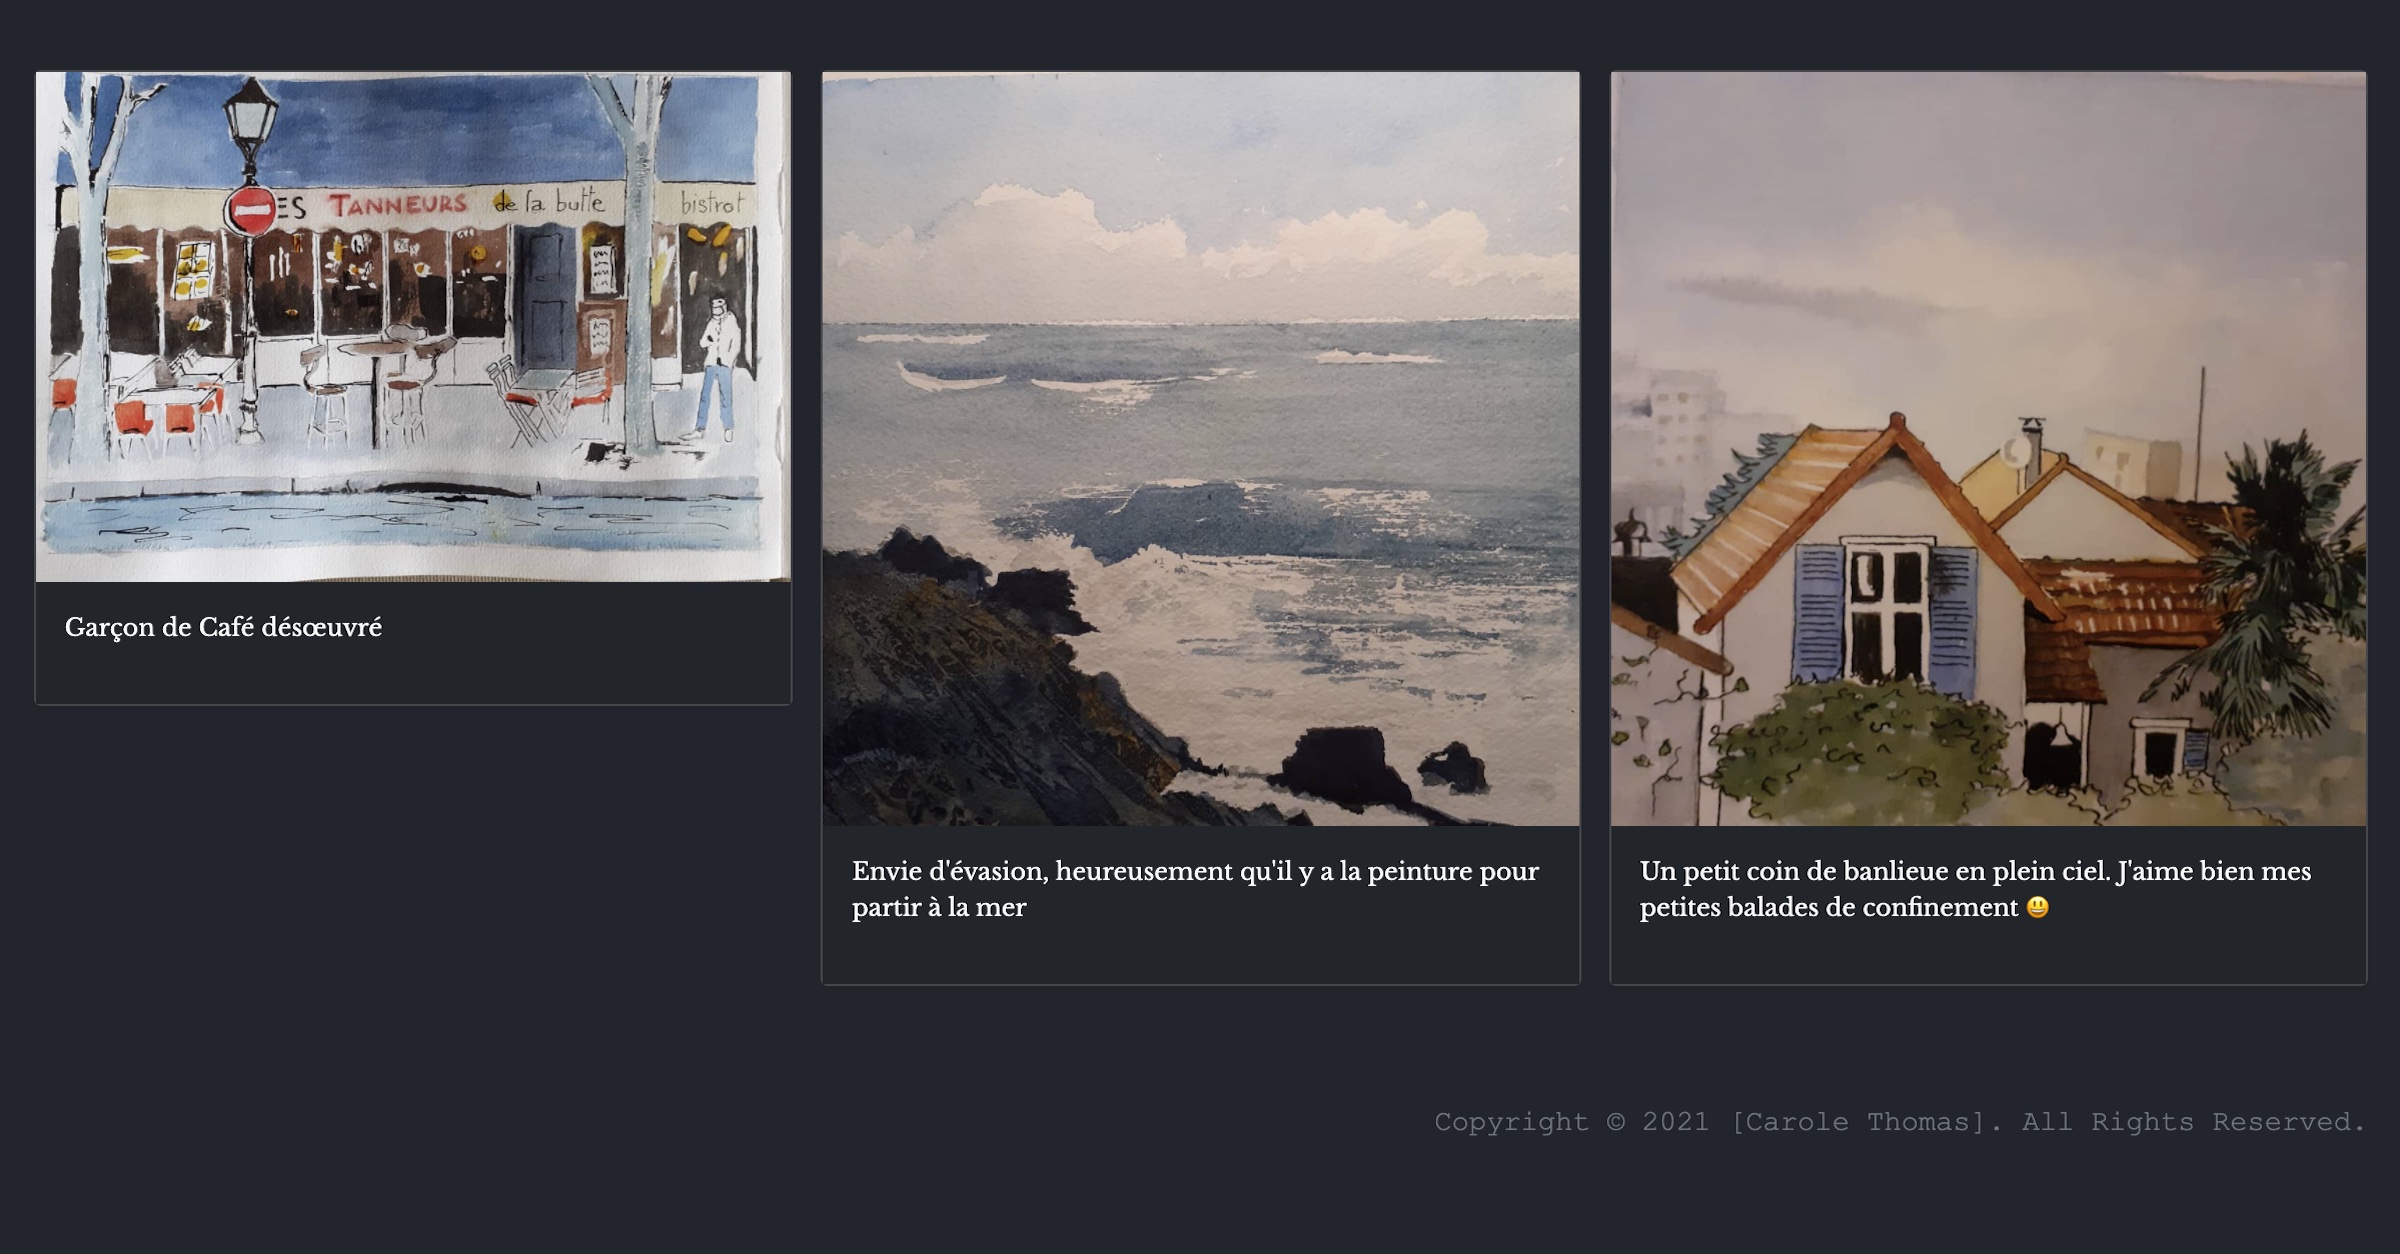 ES TANNEURS de la butte bistrot
Garçon de Café désœuvré
Envie d'évasion, heureusement qu'il y a la peinture pour
partir à la mer
Un petit coin de banlieue en plein ciel. J'aime bien mes
petites balades de confinement 😃
Copyright © 2021 [Carole Thomas]. All Rights Reserved.